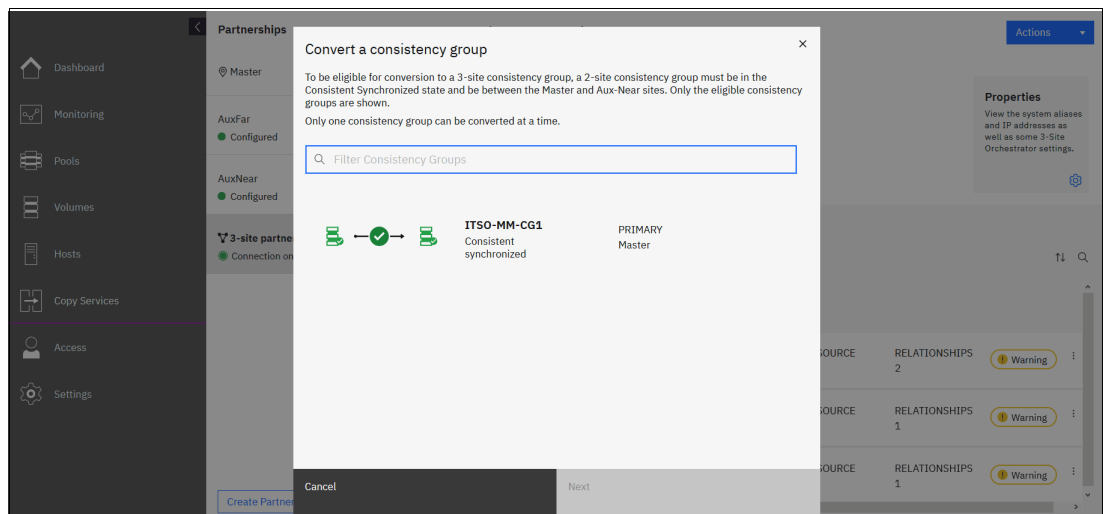 Dashboard
Monitoring
Pools
Volumes
Hosts
Copy Services
Access
Settings
Partnerships
Master
AuxFar
Configured
AuxNear
Configured
3-site partne
Connection on
Create Partner
Convert a consistency group
To be eligible for conversion to a 3-site consistency group, a 2-site consistency group must be in the
Consistent Synchronized state and be between the Master and Aux-Near sites. Only the eligible consistency
groups are shown.
Only one consistency group can be converted at a time.
Filter Consistency Groups
ITSO-MM-CG1
Consistent
synchronized
PRIMARY
Master
Cancel
Next
Actions
Properties
View the system aliases
and IP addresses as
well as some 3-Site
Orchestrator settings.
SOURCE RELATIONSHIPS
2
Warning
SOURCE RELATIONSHIPS
1
Warning
SOURCE RELATIONSHIPS
1
Warning